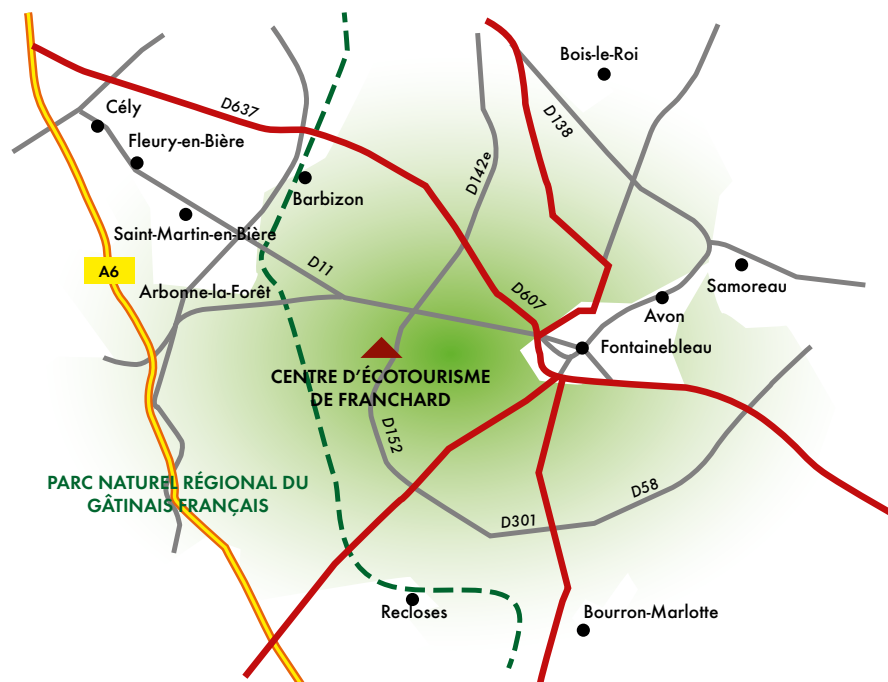 Bois-le-Roi
D637
Cély
D138
Fleury-en-Bière
D142e
Barbizon
Saint-Martin-en-Bière
D11
A6
Samoreau
Arbonne-la-Forêt
D607
Avon
Fontainebleau
CENTRE D'ÉCOTOURISME
DE FRANCHARD
D152
PARC NATUREL RÉGIONAL DU
GÂTINAIS FRANÇAIS
D58
D301
Recloses
Bourron-Marlotte